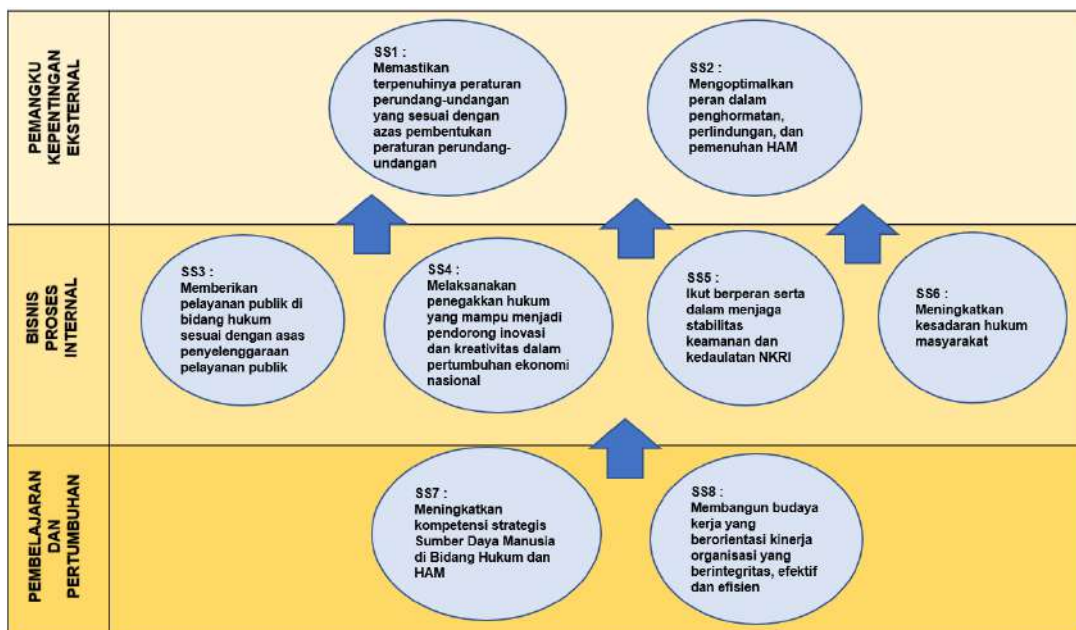 PEMANGKU
KEPENTINGAN
EKSTERNAL
SS1 :
Memastikan
terpenuhinya peraturan
perundang-undangan
yang sesuai dengan
azas pembentukan
peraturan perundang-
undangan
SS2 :
Mengoptimalkan
peran dalam
penghormatan,
perlindungan, dan
pemenuhan HAM
BISNIS
PROSES
INTERNAL
SS3 :
Memberikan
pelayanan publik di
bidang hukum
sesuai dengan asas
penyelenggaraan
pelayanan publik
SS4 :
Melaksanakan
penegakkan hukum
yang mampu menjadi
pendorong inovasi
dan kreativitas dalam
pertumbuhan ekonomi
nasional
SS5 :
Ikut berperan serta
dalam menjaga
stabilitas
keamanan dan
kedaulatan NKRI
SS6 :
Meningkatkan
kesadaran hukum
masyarakat
PEMBELAJARAN
DAN
PERTUMBUHAN
SS7 :
Meningkatkan
kompetensi strategis
Sumber Daya Manusia
di Bidang Hukum dan
HAM
SS8 :
Membangun budaya
kerja yang
berorientasi kinerja
organisasi yang
berintegritas, efektif
dan efisien